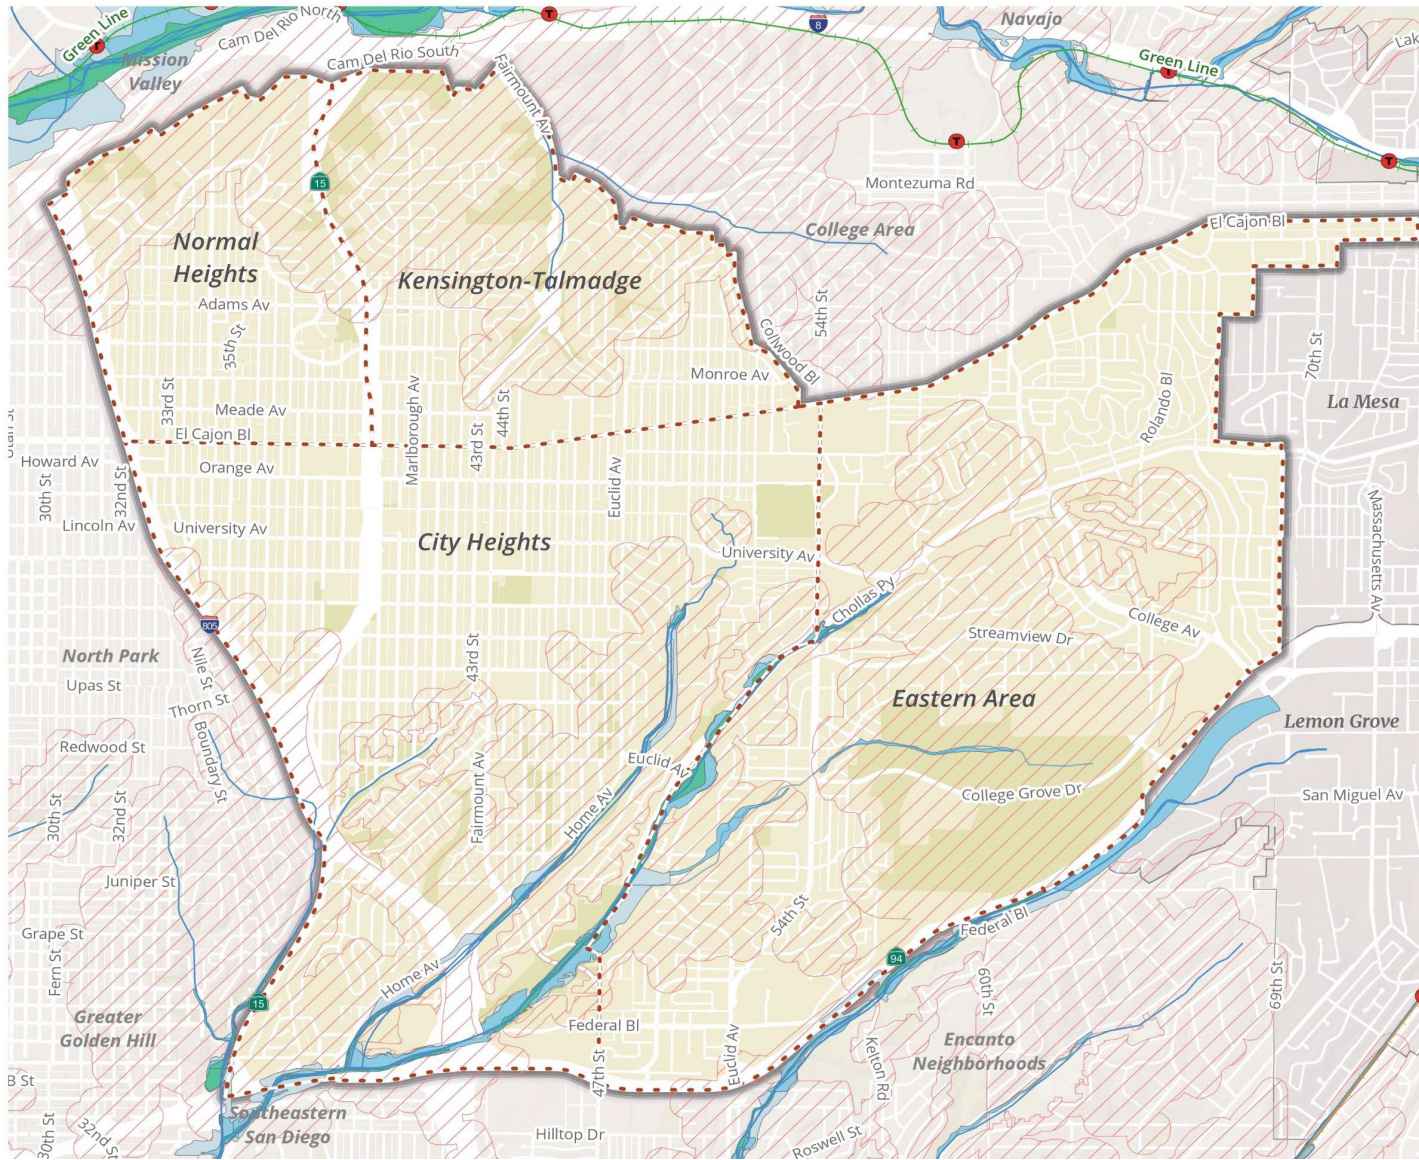 Green Line
Cam Del Rio North
Mission
Valley
Cam Del Rio South
Fairmount Av
8
Navajo
Green Line
T
T
T
T
T
Montezuma Rd
College Area
El Cajon Bl
15
Normal
Heights
Kensington-Talmadge
Adams Av
35th St
54th St
Collwood Bl
Monroe Av
33rd St
Meade Av
El Cajon Bl
Marlborough Av
43rd St
44th St
Rolando Bl
70th St
La Mesa
Howard Av
30th St
32nd St
Orange Av
Euclid Av
Lincoln Av
University Av
City Heights
University Av
Massachusetts Av
Chollas Py
College Av
Streamview Dr
805
North Park
Nile St
43rd St
Upas St
Thorn St
Boundary St
Eastern Area
Lemon Grove
Redwood St
Euclid Av
30th St
32nd St
Fairmount Av
Home Av
College Grove Dr
San Miguel Av
Juniper St
54th St
Grape St
Fern St
Home Av
94
Federal Bl
60th St
69th St
15
Greater
Golden Hill
Federal Bl
47th St
Euclid Av
Kelton Rd
Encanto
Neighborhoods
B St
Southeastern
San Diego
30th St
32nd St
Hilltop Dr
Roswell St